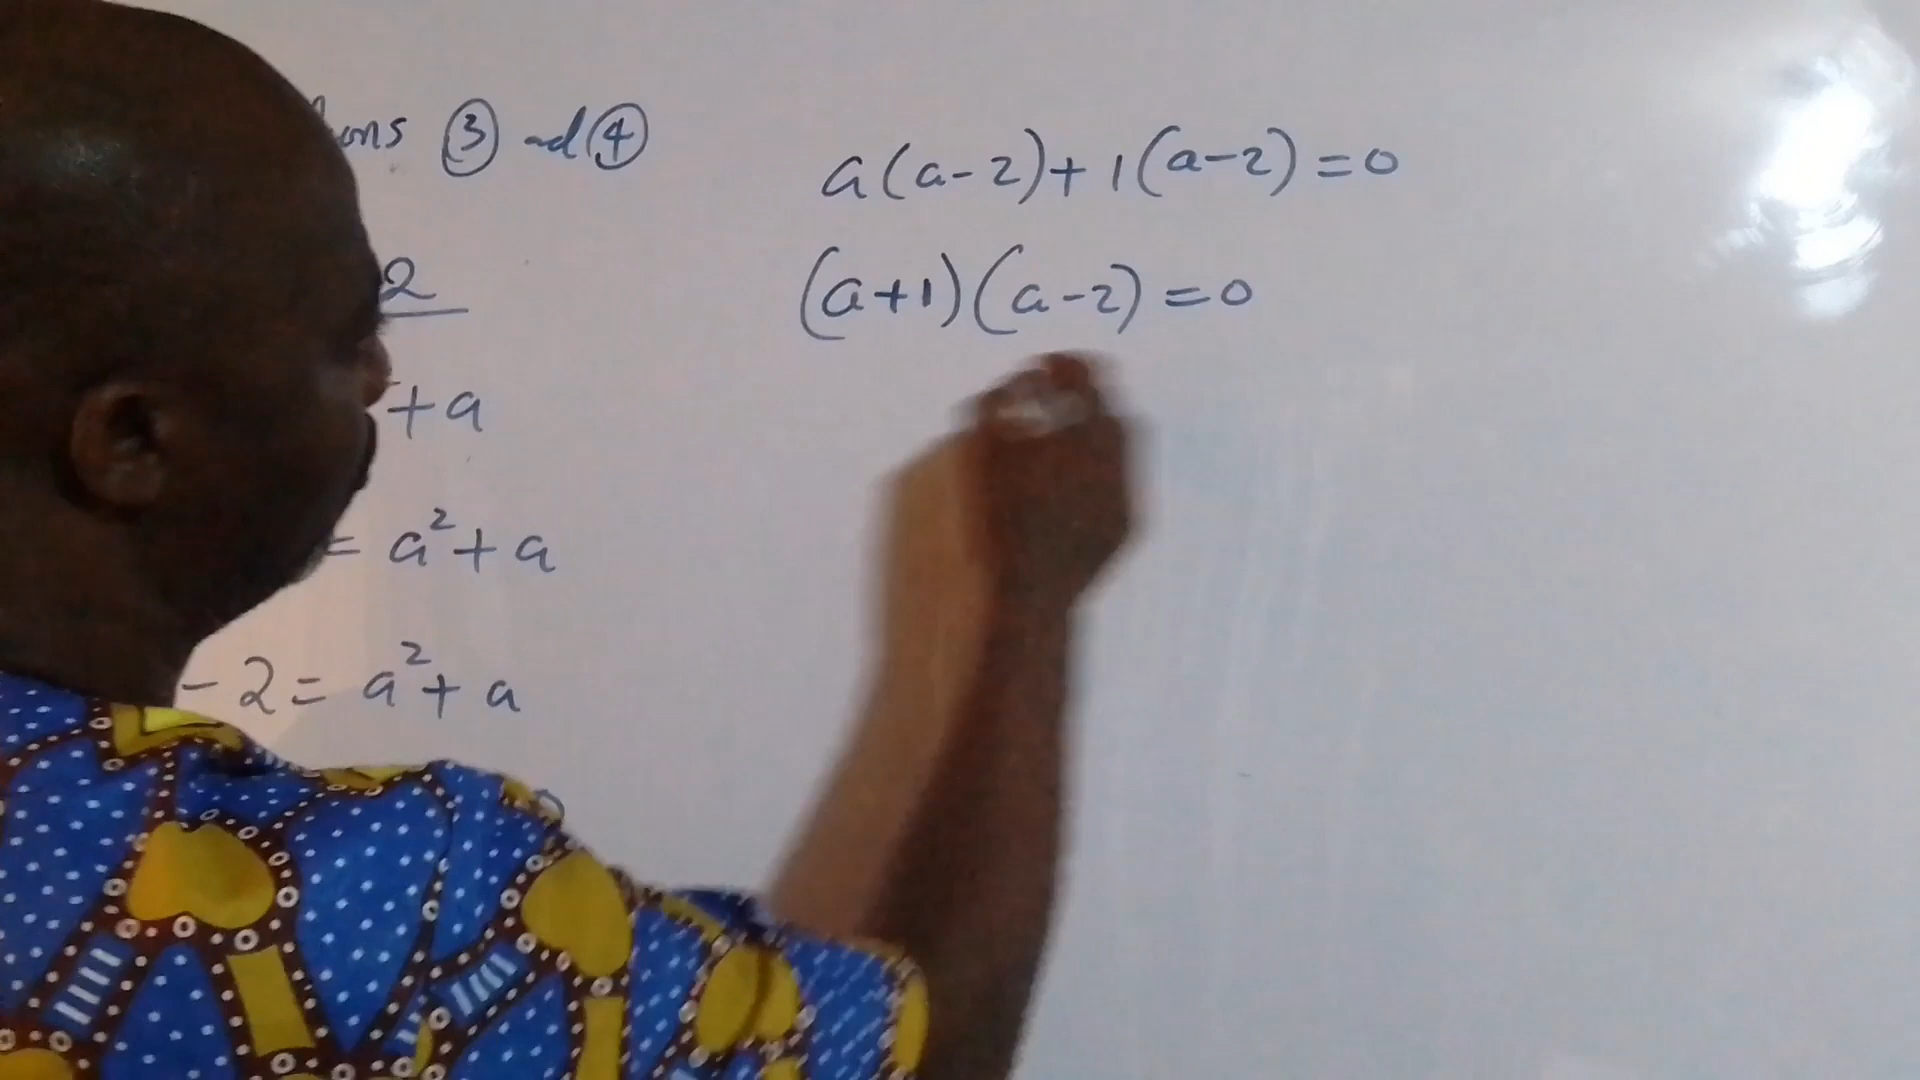 ons ③ and ④
2
+ a
= a² + a
- 2 = a² + a
a(a-2)+1(a-2)=0
(a+1)(a-2)=0